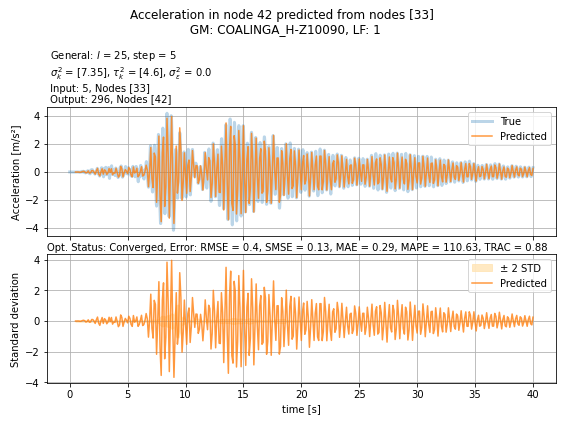 Acceleration in node 42 predicted from nodes [33]
GM: COALINGA_H-Z10090, LF: 1
General: l = 25, step = 5
σ²ₖ = [7.35], τ²ₖ = [4.6], σ²ε = 0.0
Input: 5, Nodes [33]
Output: 296, Nodes [42]
Acceleration [m/s²]
4
2
0
−2
−4
True
Predicted
Opt. Status: Converged, Error: RMSE = 0.4, SMSE = 0.13, MAE = 0.29, MAPE = 110.63, TRAC = 0.88
Standard deviation
4
2
0
−2
−4
± 2 STD
Predicted
0 5 10 15 20 25 30 35 40
time [s]